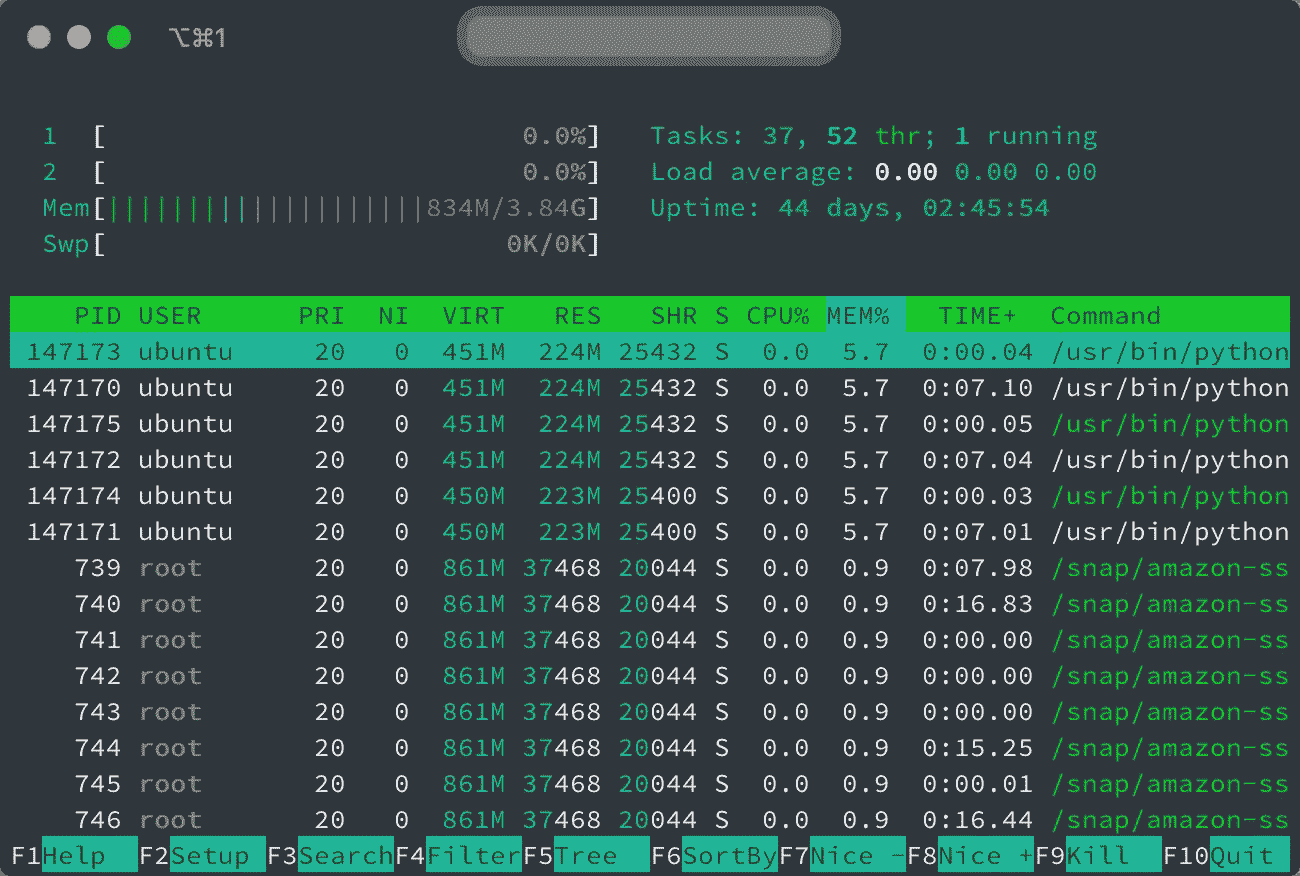 ⌥⌘1
1 [ 0.0%] Tasks: 37, 52 thr; 1 running
2 [ 0.0%] Load average: 0.00 0.00 0.00
Mem[||||||||||||||||||||834M/3.84G] Uptime: 44 days, 02:45:54
Swp[ 0K/0K]
PID USER PRI NI VIRT RES SHR S CPU% MEM% TIME+ Command
147173 ubuntu 20 0 451M 224M 25432 S 0.0 5.7 0:00.04 /usr/bin/python
147170 ubuntu 20 0 451M 224M 25432 S 0.0 5.7 0:07.10 /usr/bin/python
147175 ubuntu 20 0 451M 224M 25432 S 0.0 5.7 0:00.05 /usr/bin/python
147172 ubuntu 20 0 451M 224M 25432 S 0.0 5.7 0:07.04 /usr/bin/python
147174 ubuntu 20 0 450M 223M 25400 S 0.0 5.7 0:00.03 /usr/bin/python
147171 ubuntu 20 0 450M 223M 25400 S 0.0 5.7 0:07.01 /usr/bin/python
739 root 20 0 861M 37468 20044 S 0.0 0.9 0:07.98 /snap/amazon-ss
740 root 20 0 861M 37468 20044 S 0.0 0.9 0:16.83 /snap/amazon-ss
741 root 20 0 861M 37468 20044 S 0.0 0.9 0:00.00 /snap/amazon-ss
742 root 20 0 861M 37468 20044 S 0.0 0.9 0:00.00 /snap/amazon-ss
743 root 20 0 861M 37468 20044 S 0.0 0.9 0:00.00 /snap/amazon-ss
744 root 20 0 861M 37468 20044 S 0.0 0.9 0:15.25 /snap/amazon-ss
745 root 20 0 861M 37468 20044 S 0.0 0.9 0:00.01 /snap/amazon-ss
746 root 20 0 861M 37468 20044 S 0.0 0.9 0:16.44 /snap/amazon-ss
F1Help F2Setup F3SearchF4FilterF5Tree F6SortByF7Nice -F8Nice +F9Kill F10Quit